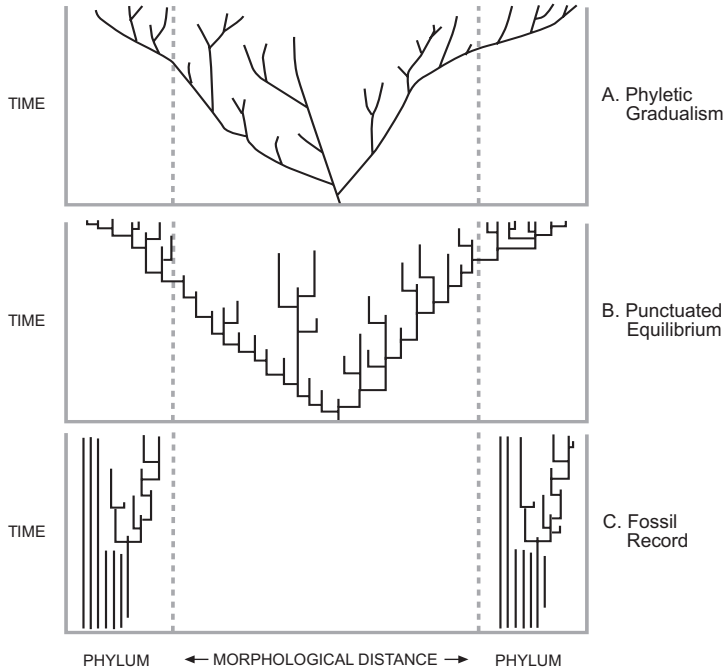 TIME
A. Phyletic
Gradualism
TIME
B. Punctuated
Equilibrium
TIME
C. Fossil
Record
PHYLUM
MORPHOLOGICAL DISTANCE
PHYLUM